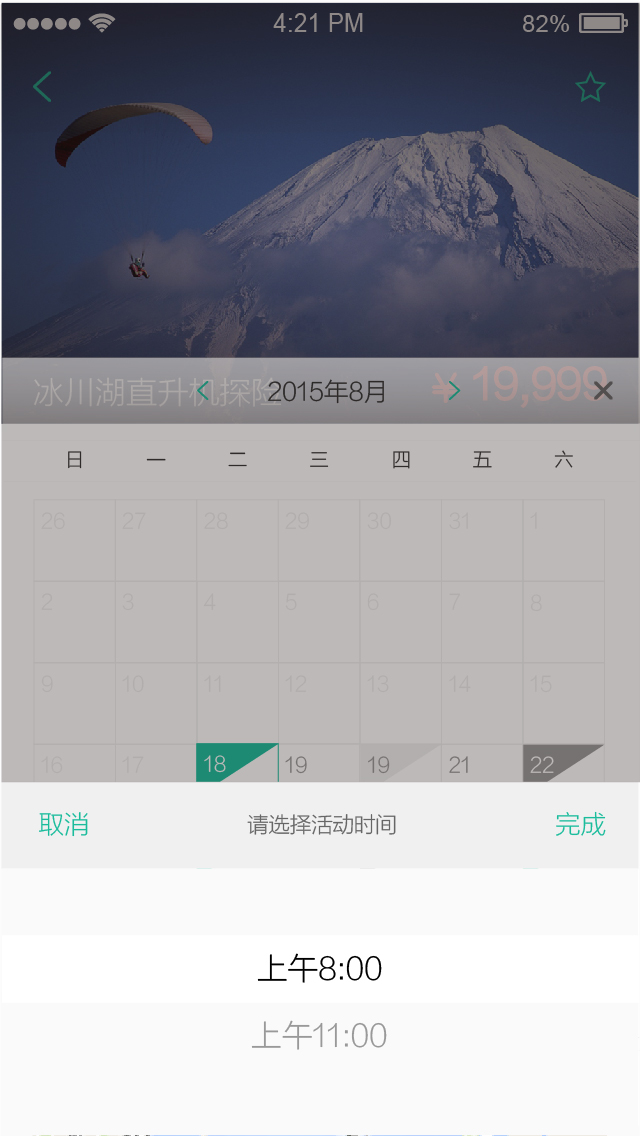 4:21 PM 82%
冰川湖直升机探险 2015年8月 ¥ 19,999
日 一 二 三 四 五 六
26 27 28 29 30 31 1
2 3 4 5 6 7 8
9 10 11 12 13 14 15
16 17 18 19 19 21 22
取消 请选择活动时间 完成
上午8:00
上午11:00